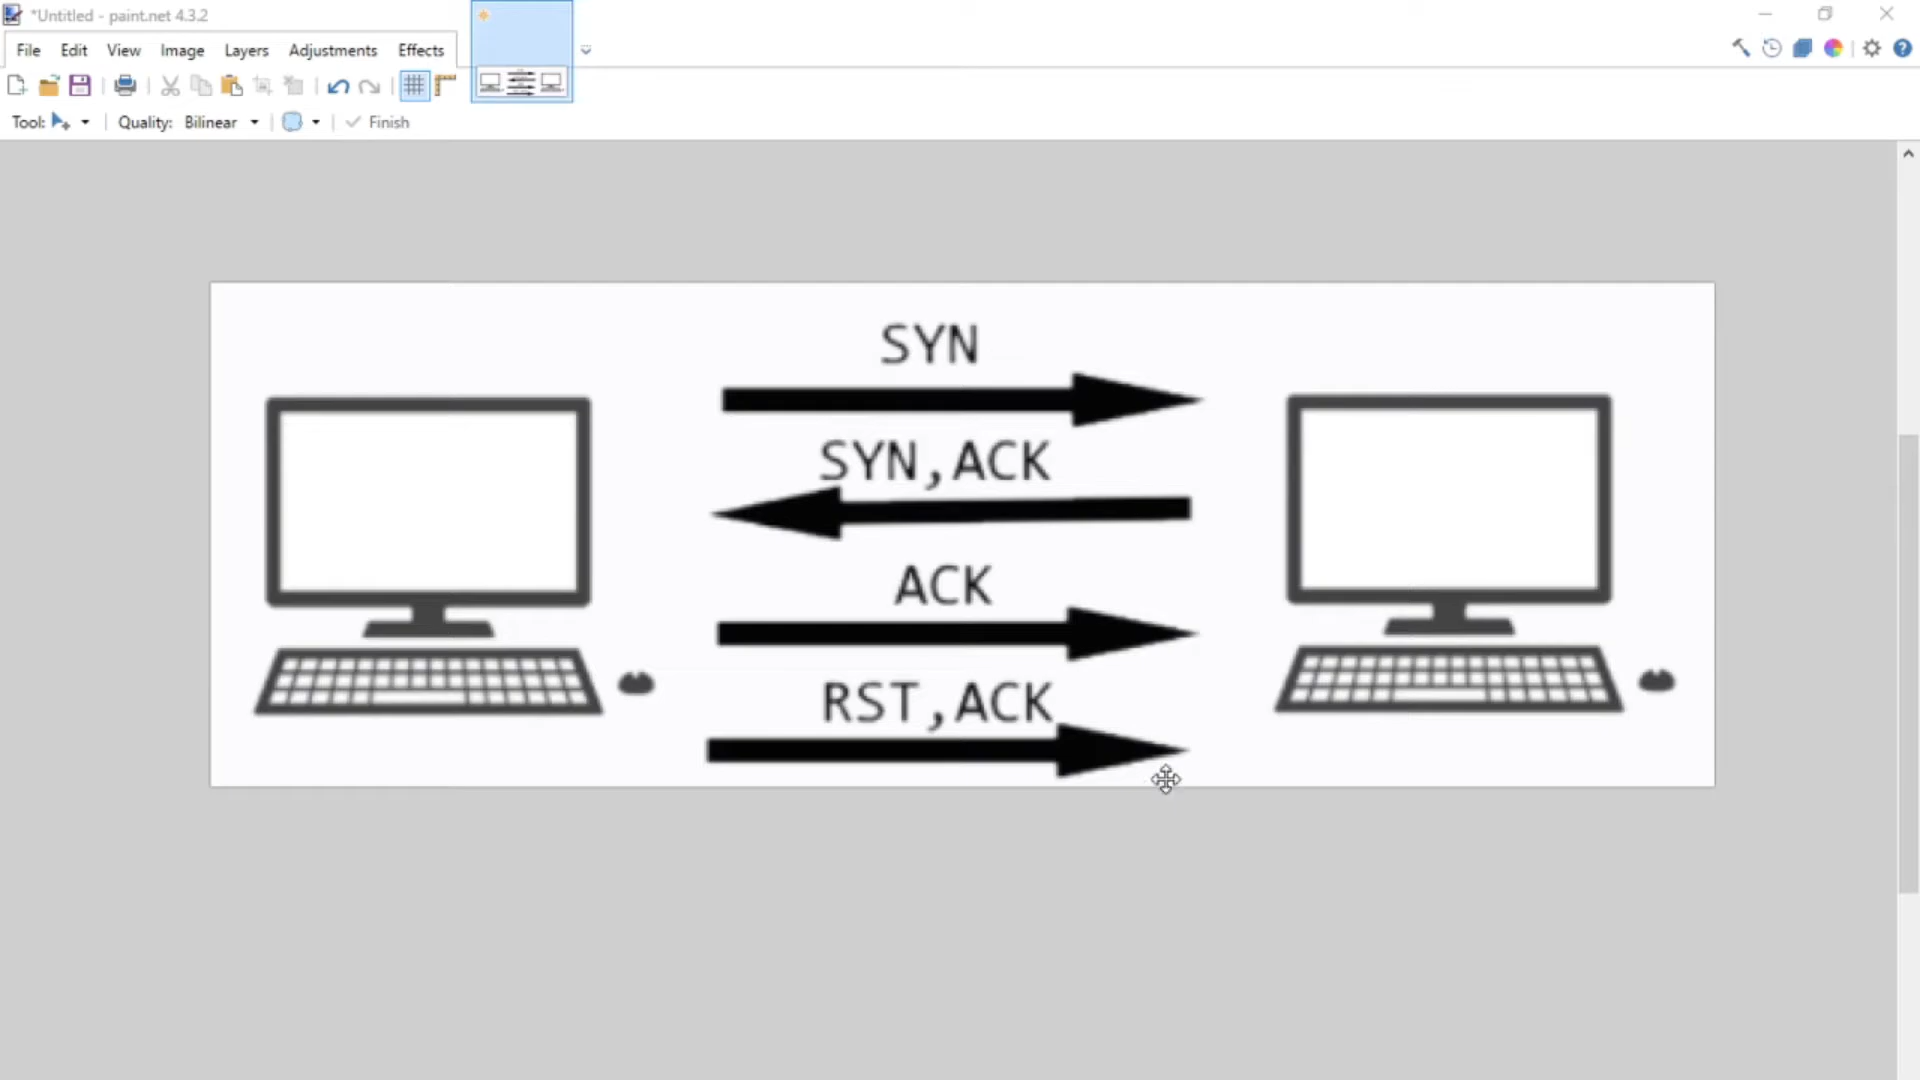 *Untitled - paint.net 4.3.2
File Edit View Image Layers Adjustments Effects
Tool: Quality: Bilinear Finish
SYN
SYN,ACK
ACK
RST,ACK